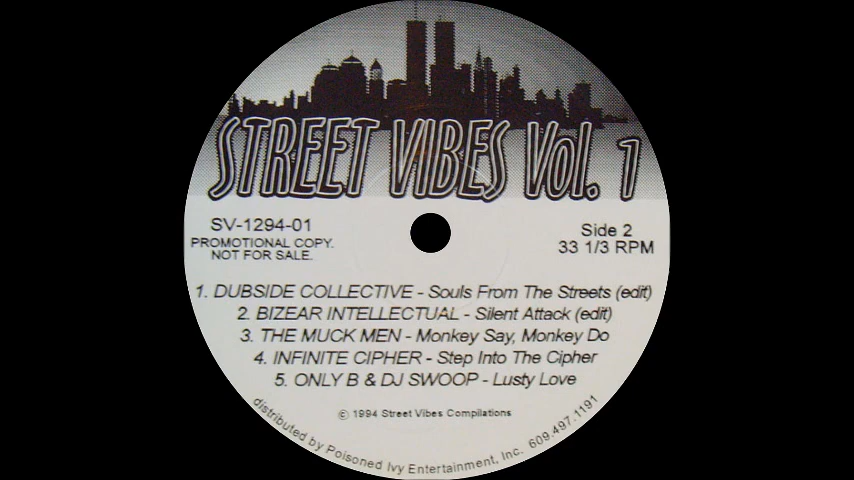 STREET VIBES Vol. 1
SV-1294-01
PROMOTIONAL COPY.
NOT FOR SALE.
Side 2
33 1/3 RPM
1. DUBSIDE COLLECTIVE - Souls From The Streets (edit)
2. BIZEAR INTELLECTUAL - Silent Attack (edit)
3. THE MUCK MEN - Monkey Say, Monkey Do
4. INFINITE CIPHER - Step Into The Cipher
5. ONLY B & DJ SWOOP - Lusty Love
© 1994 Street Vibes Compilations
distributed by Poisoned Ivy Entertainment, Inc. 609.497.1191